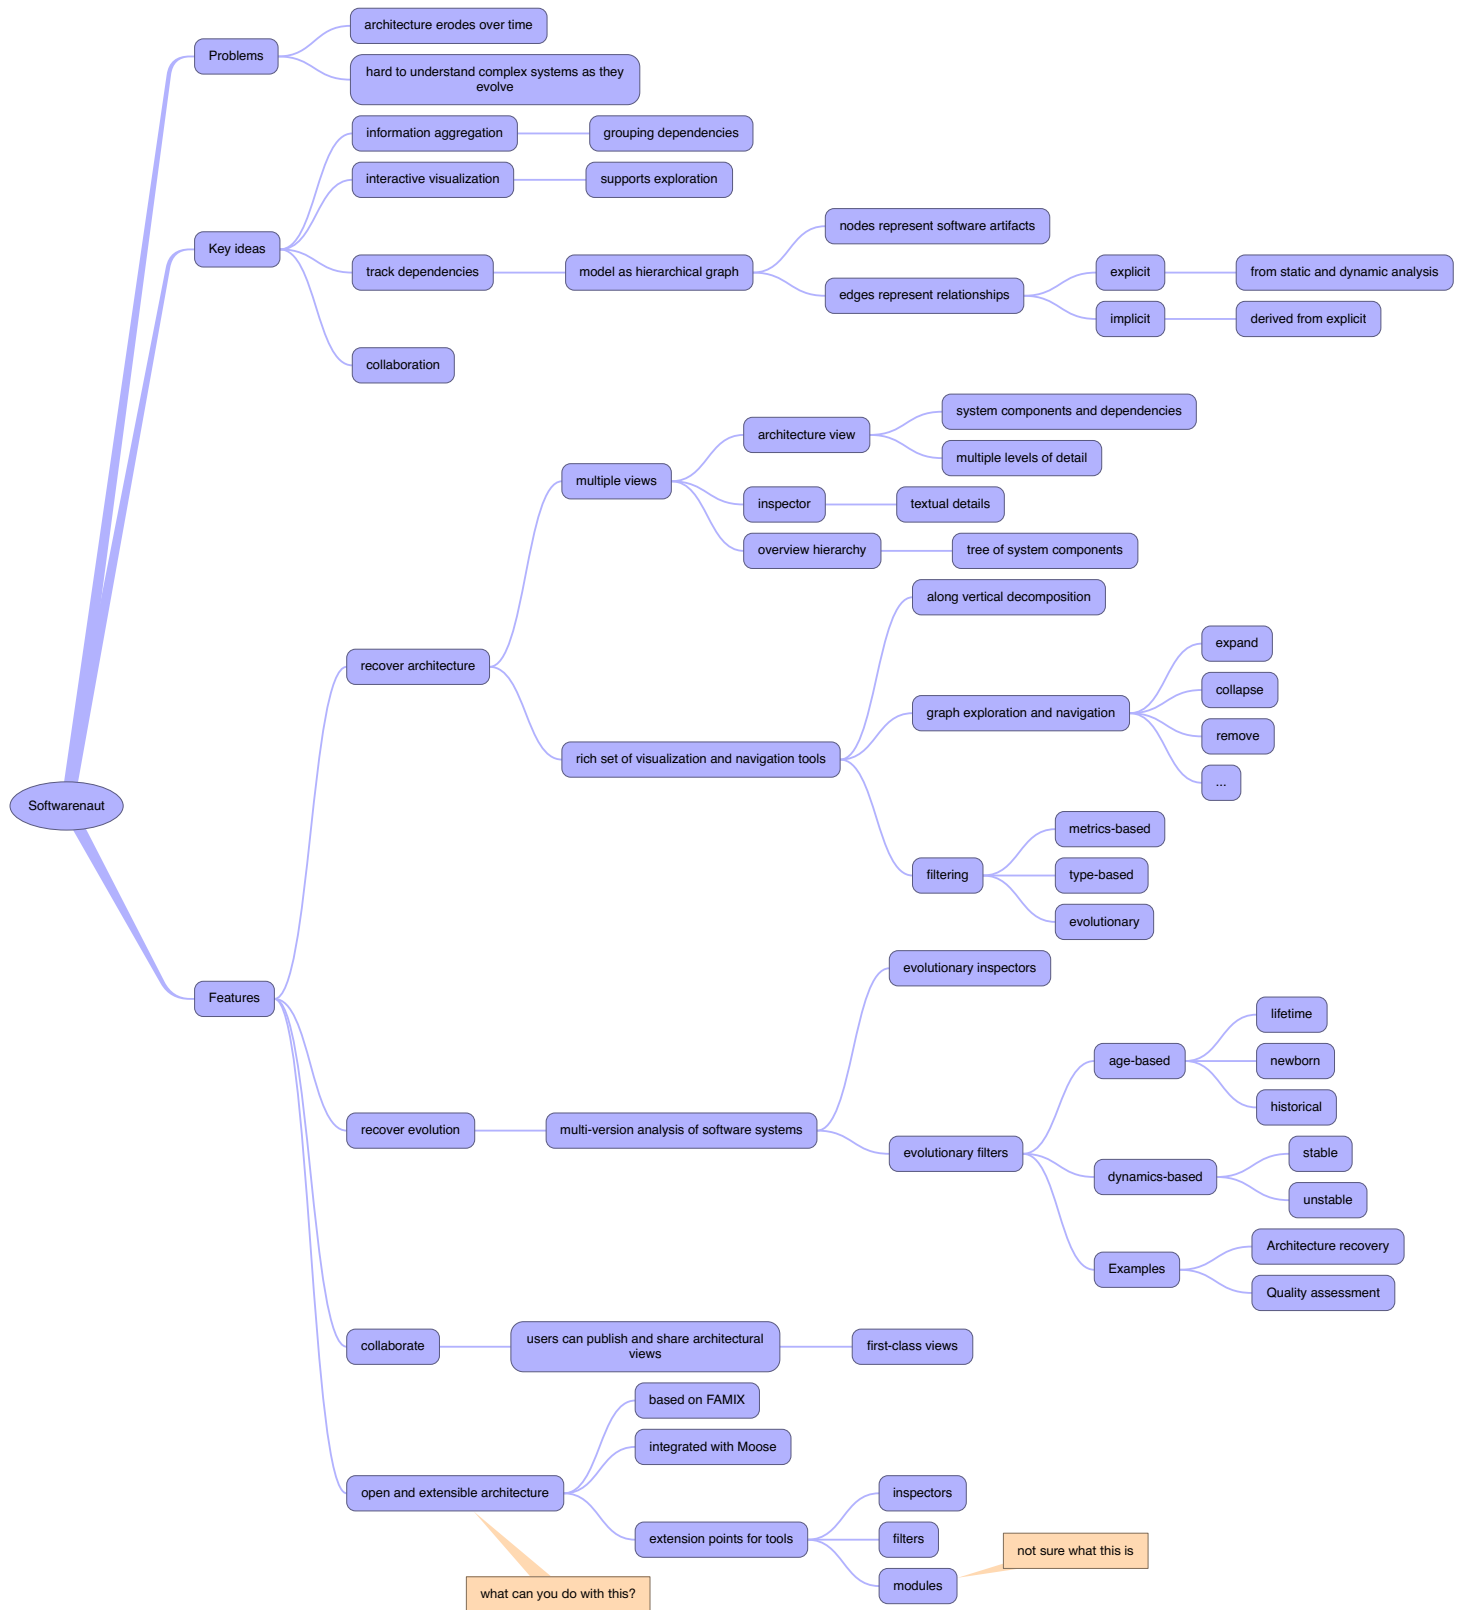 architecture erodes over time
Problems
hard to understand complex systems as they
evolve
information aggregation
grouping dependencies
interactive visualization
supports exploration
nodes represent software artifacts
Key ideas
track dependencies
model as hierarchical graph
explicit
from static and dynamic analysis
edges represent relationships
implicit
derived from explicit
collaboration
system components and dependencies
architecture view
multiple levels of detail
multiple views
inspector
textual details
overview hierarchy
tree of system components
along vertical decomposition
expand
recover architecture
collapse
graph exploration and navigation
remove
rich set of visualization and navigation tools
...
Softwarenaut
metrics-based
filtering
type-based
evolutionary
evolutionary inspectors
Features
lifetime
age-based
newborn
historical
recover evolution
multi-version analysis of software systems
evolutionary filters
stable
dynamics-based
unstable
Architecture recovery
Examples
Quality assessment
collaborate
users can publish and share architectural
views
first-class views
based on FAMIX
integrated with Moose
open and extensible architecture
inspectors
extension points for tools
filters
not sure what this is
modules
what can you do with this?